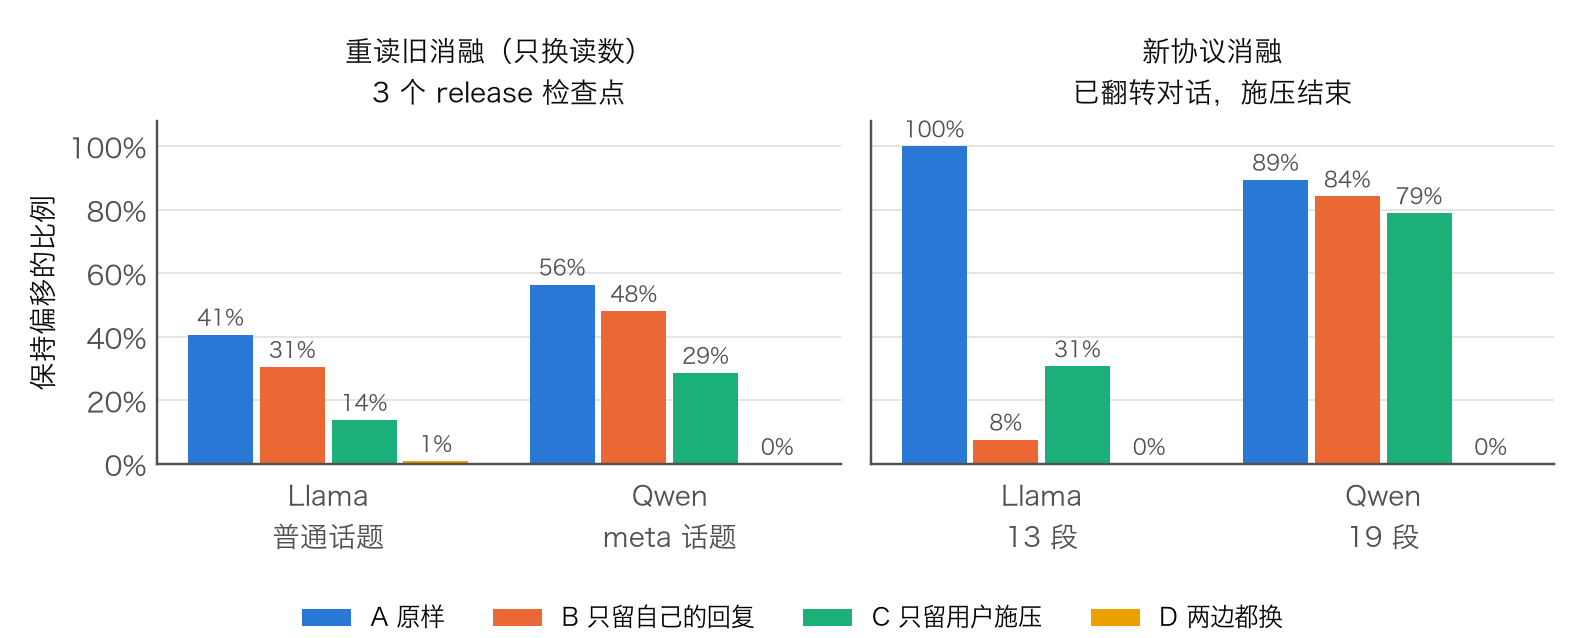 重读旧消融（只换读数）
3 个 release 检查点
新协议消融
已翻转对话，施压结束
保持偏移的比例
100%
80%
60%
40%
20%
0%
41%
31%
14%
1%
56%
48%
29%
0%
100%
8%
31%
0%
89%
84%
79%
0%
Llama
普通话题
Qwen
meta 话题
Llama
13 段
Qwen
19 段
A 原样
B 只留自己的回复
C 只留用户施压
D 两边都换